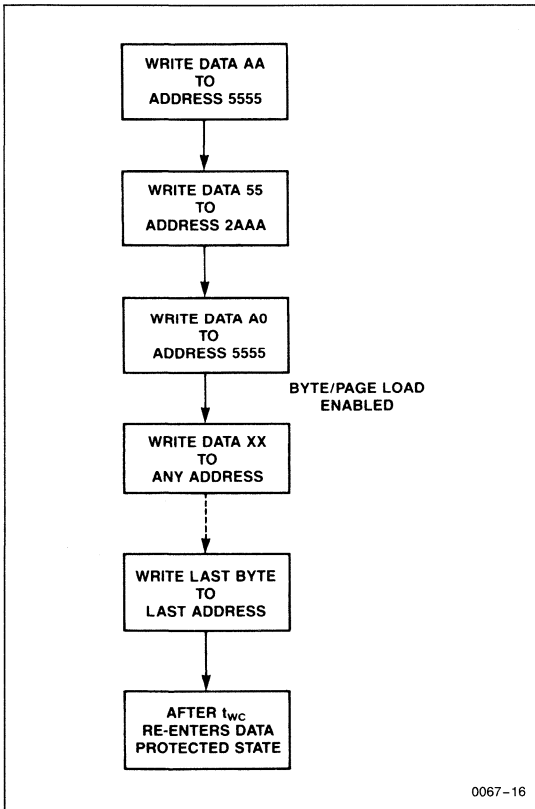 WRITE DATA AA
TO
ADDRESS 5555
WRITE DATA 55
TO
ADDRESS 2AAA
WRITE DATA A0
TO
ADDRESS 5555
BYTE/PAGE LOAD
ENABLED
WRITE DATA XX
TO
ANY ADDRESS
WRITE LAST BYTE
TO
LAST ADDRESS
AFTER tWC
RE-ENTERS DATA
PROTECTED STATE
0067–16